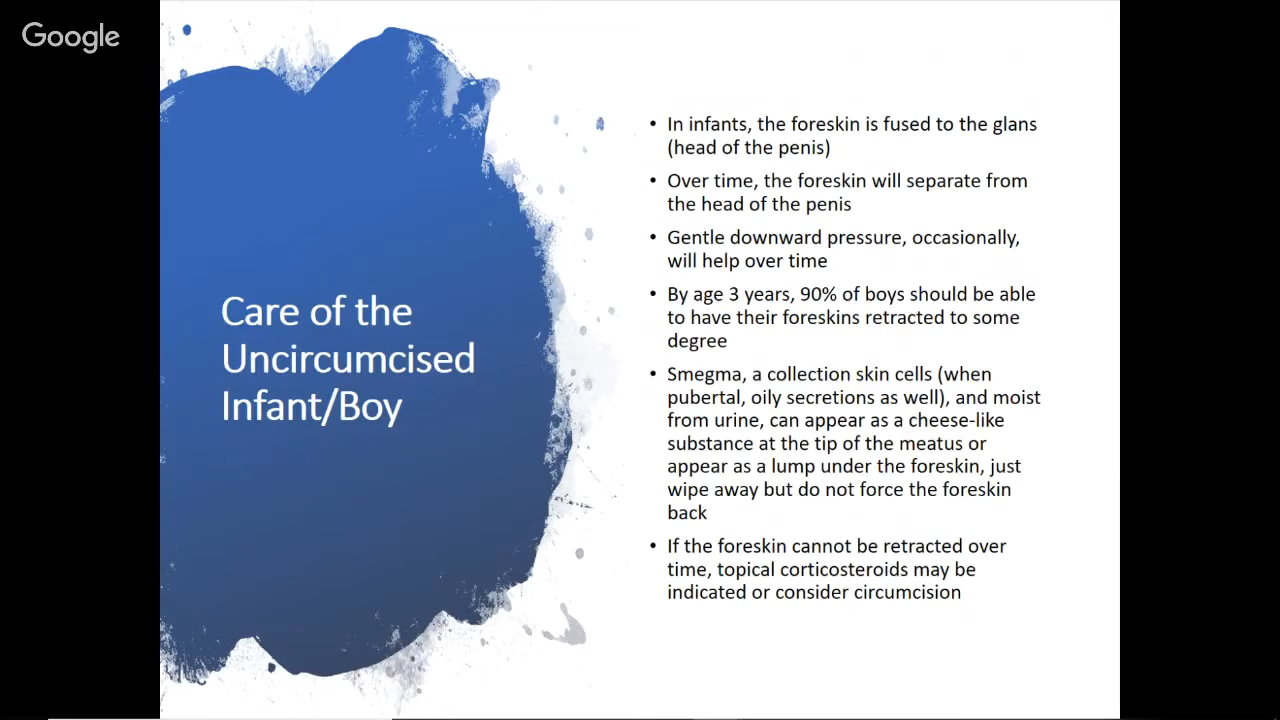 Google
Care of the
Uncircumcised
Infant/Boy
• In infants, the foreskin is fused to the glans
(head of the penis)
• Over time, the foreskin will separate from
the head of the penis
• Gentle downward pressure, occasionally,
will help over time
• By age 3 years, 90% of boys should be able
to have their foreskins retracted to some
degree
• Smegma, a collection skin cells (when
pubertal, oily secretions as well), and moist
from urine, can appear as a cheese-like
substance at the tip of the meatus or
appear as a lump under the foreskin, just
wipe away but do not force the foreskin
back
• If the foreskin cannot be retracted over
time, topical corticosteroids may be
indicated or consider circumcision